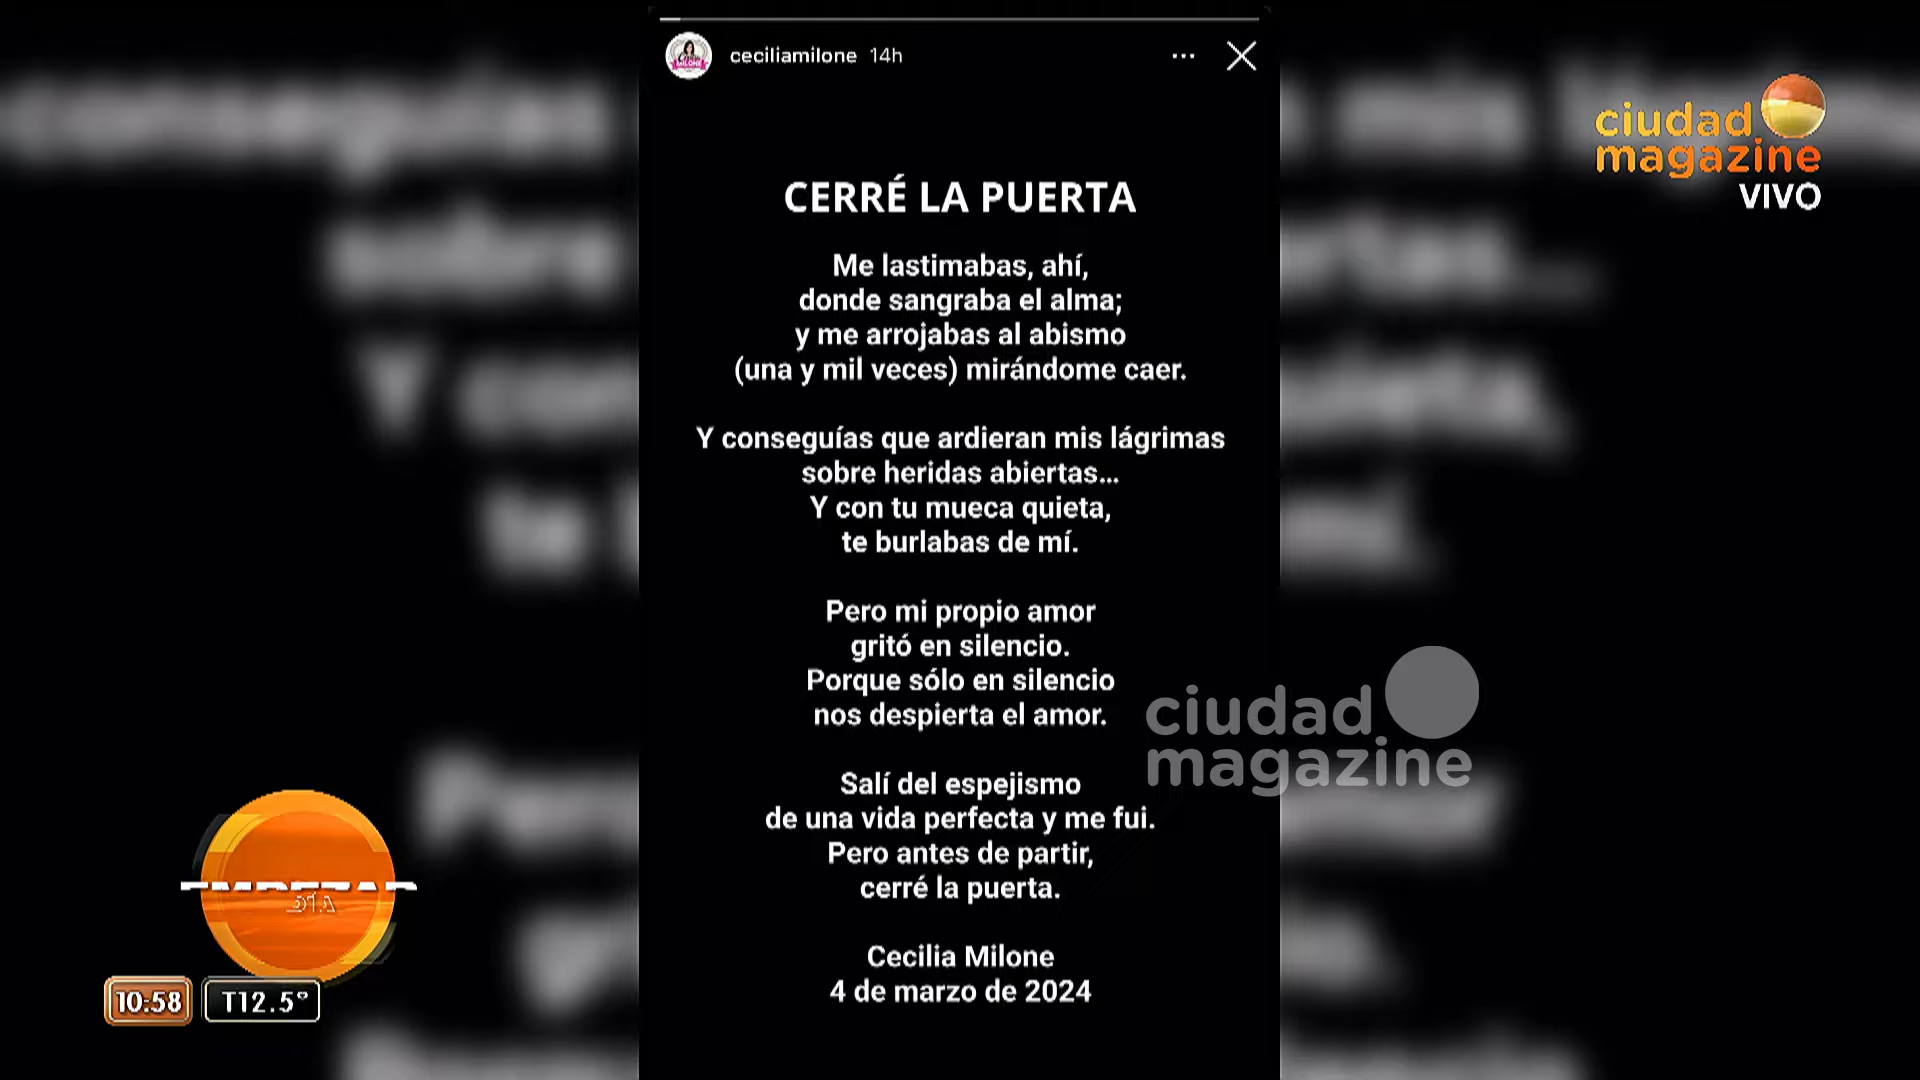 ceciliamilone 14h
ciudad
magazine
VIVO
CERRÉ LA PUERTA
Me lastimabas, ahí,
donde sangraba el alma;
y me arrojabas al abismo
(una y mil veces) mirándome caer.
Y conseguías que ardieran mis lágrimas
sobre heridas abiertas...
Y con tu mueca quieta,
te burlabas de mí.
Pero mi propio amor
gritó en silencio.
Porque sólo en silencio
nos despierta el amor.
ciudad
magazine
Salí del espejismo
de una vida perfecta y me fui.
Pero antes de partir,
cerré la puerta.
Cecilia Milone
4 de marzo de 2024
10:58 T12.5°